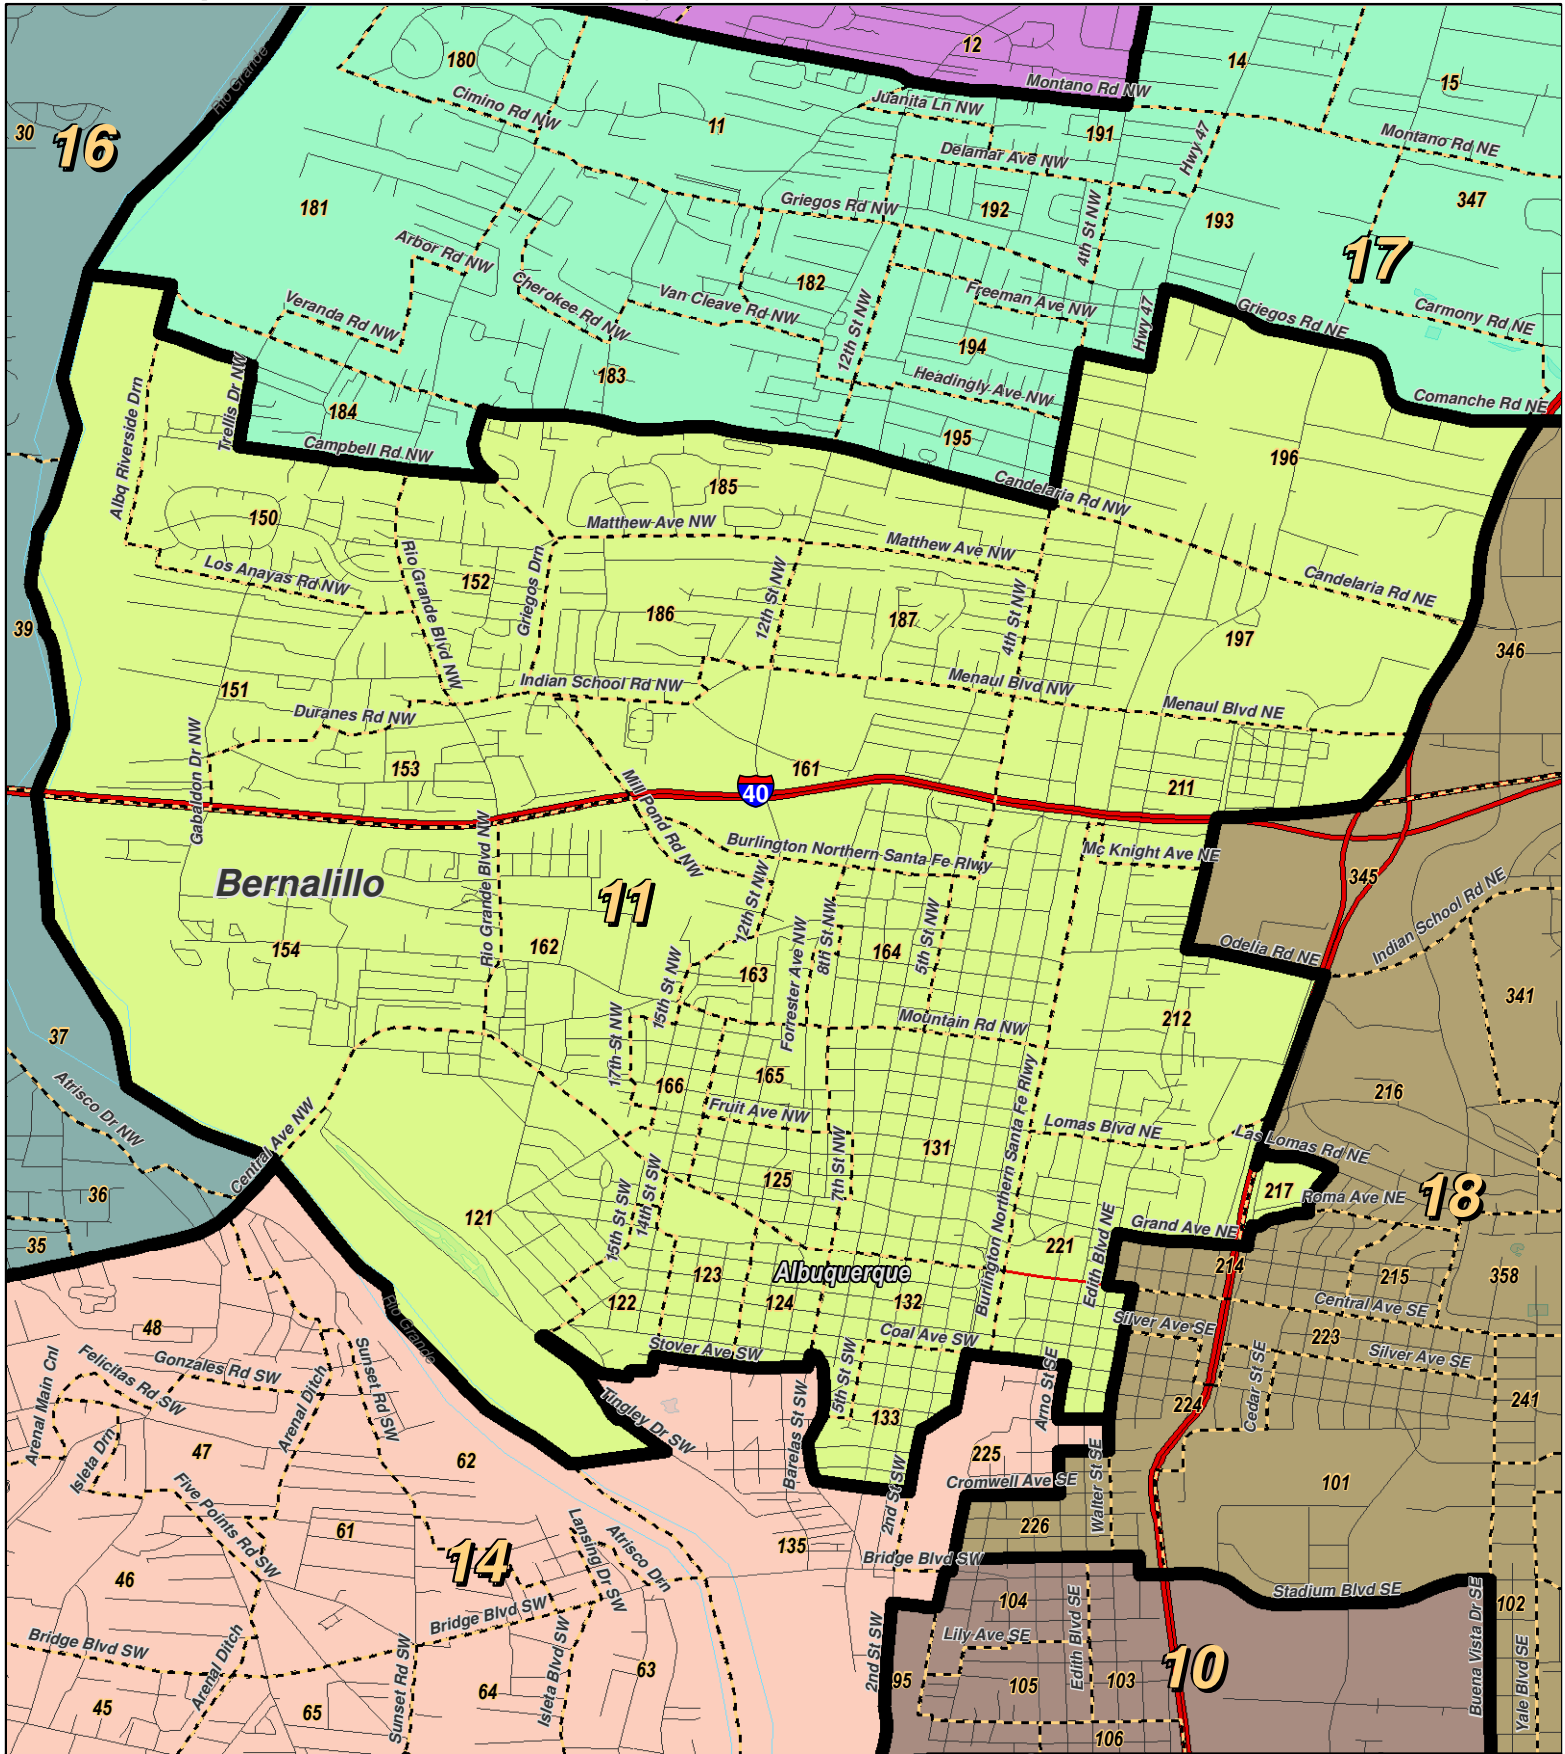 12
14
15
180
Montano Rd NW
Rio Grande
Cimino Rd NW
Juanita Ln NW
11
191
30
16
Hwy 47
Montano Rd NE
Delamar Ave NW
347
181
Griegos Rd NW
192
4th St NW
193
17
Arbor Rd NW
Cherokee Rd NW
182
Van Cleave Rd NW
Freeman Ave NW
Veranda Rd NW
12th St NW
Hwy 47
Griegos Rd NE
Carmony Rd NE
194
183
Headingly Ave NW
Comanche Rd NE
Albq Riverside Drn
Trellis Dr NW
184
Campbell Rd NW
195
196
185
Candelaria Rd NW
150
Matthew Ave NW
Matthew Ave NW
Los Anayas Rd NW
Rio Grande Blvd NW
152
Griegos Drn
12th St NW
Candelaria Rd NE
186
187
4th St NW
39
197
346
151
Indian School Rd NW
Menaul Blvd NW
Menaul Blvd NE
Duranes Rd NW
Gabaldon Dr NW
153
161
40
211
Mill Pond Rd NW
Rio Grande Blvd NW
Burlington Northern Santa Fe Rlwy
Mc Knight Ave NE
Bernalillo
11
345
Indian School Rd NE
12th St NW
Forrester Ave NW
8th St NW
5th St NW
154
162
163
164
Odelia Rd NE
15th St NW
341
37
17th St NW
Mountain Rd NW
212
Atrisco Dr NW
166
165
Burlington Northern Santa Fe Rlwy
216
Fruit Ave NW
Lomas Blvd NE
Central Ave NW
7th St NW
131
Las Lomas Rd NE
36
125
217
Roma Ave NE
18
15th St SW
14th St SW
121
Grand Ave NE
35
221
Edith Blvd NE
Albuquerque
214
215
358
123
122
124
132
Central Ave SE
Rio Grande
Silver Ave SE
223
48
Stover Ave SW
Coal Ave SW
Silver Ave SE
Arenal Main Cnl
Felicitas Rd SW
Gonzales Rd SW
Arenal Ditch
Sunset Rd SW
5th St SW
Arno St SE
Cedar St SE
241
Tingley Dr SW
Barelas St SW
133
224
Isleta Drn
47
62
225
Walter St SE
Cromwell Ave SE
101
Five Points Rd SW
2nd St SW
61
Lansing Dr SW
Atrisco Drn
135
226
14
Bridge Blvd SW
46
Stadium Blvd SE
104
102
Bridge Blvd SW
Edith Blvd SE
Buena Vista Dr SE
Bridge Blvd SW
Arenal Ditch
Sunset Rd SW
Isleta Blvd SW
2nd St SW
Lily Ave SE
Yale Blvd SE
63
10
95
105
103
64
45
65
106